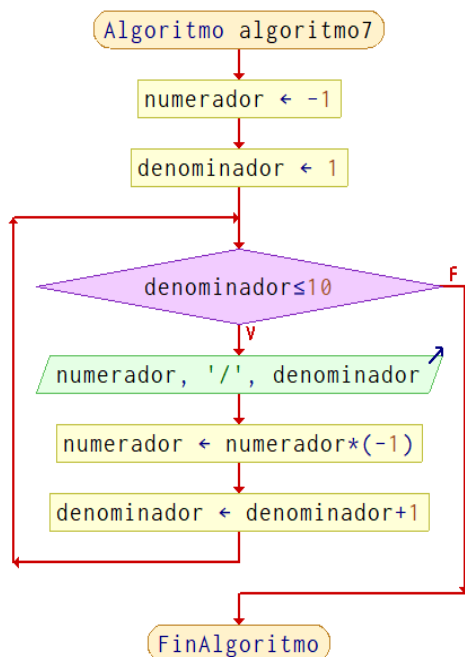 Algoritmo algoritmo7
numerador ← -1
denominador ← 1
denominador≤10
F
V
numerador, '/', denominador
numerador ← numerador*(-1)
denominador ← denominador+1
FinAlgoritmo